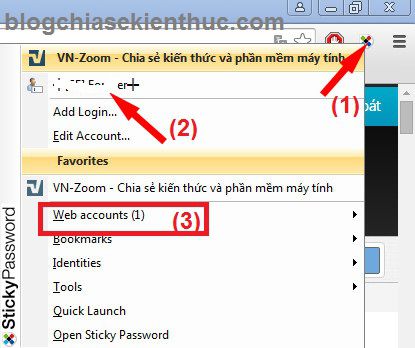 blogchiasekienthuc.com
VN-Zoom - Chia sẻ kiến thức và phần mềm máy tính
(1)
(2)
oát
Add Login...
Edit Account...
Favorites
VN-Zoom - Chia sẻ kiến thức và phần mềm máy tính
Web accounts (1)
(3)
Bookmarks
Identities
Tools
Quick Launch
Open Sticky Password
StickyPassword